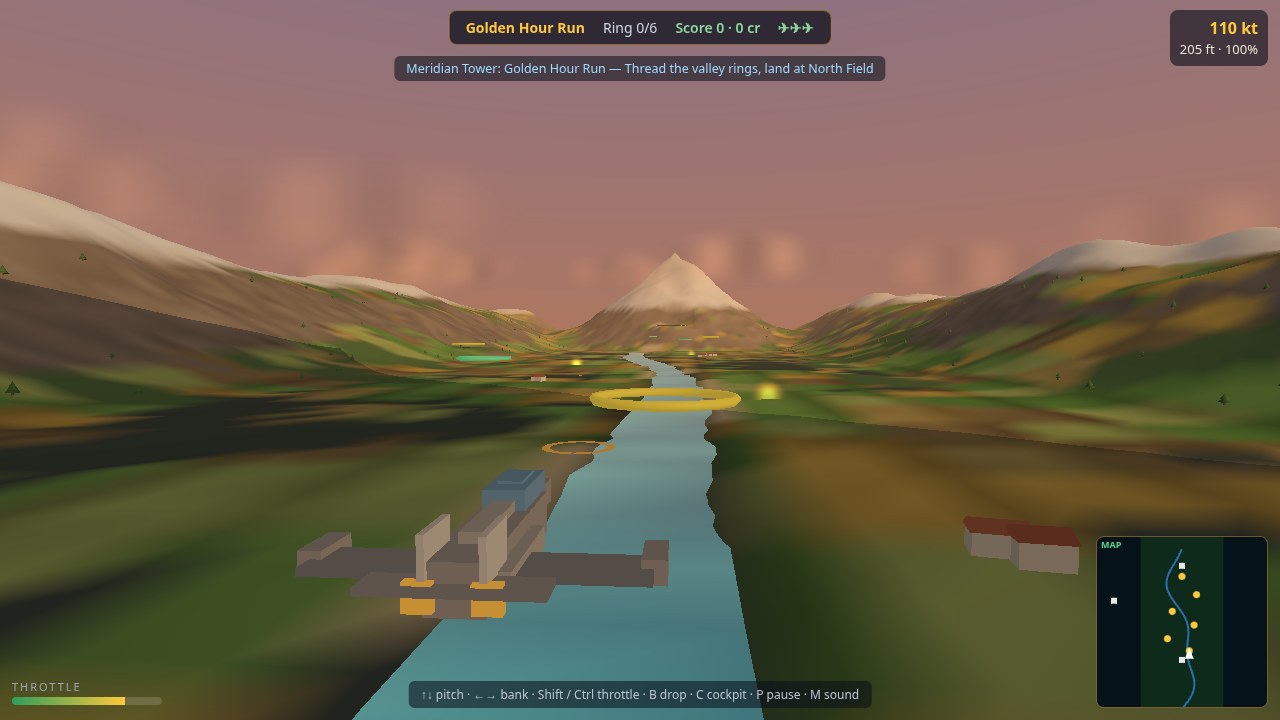 Golden Hour Run Ring 0/6 Score 0 · 0 cr ✈✈✈
110 kt
205 ft · 100%
Meridian Tower: Golden Hour Run — Thread the valley rings, land at North Field
MAP
THROTTLE
↑↓ pitch · ←→ bank · Shift / Ctrl throttle · B drop · C cockpit · P pause · M sound